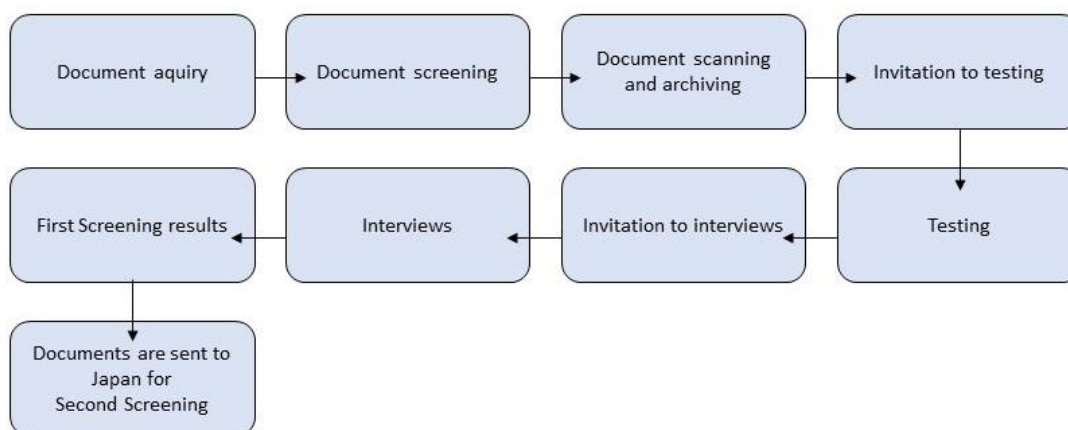 Document aquiry
Document screening
Document scanning
and archiving
Invitation to testing
Testing
Invitation to interviews
Interviews
First Screening results
Documents are sent to
Japan for
Second Screening